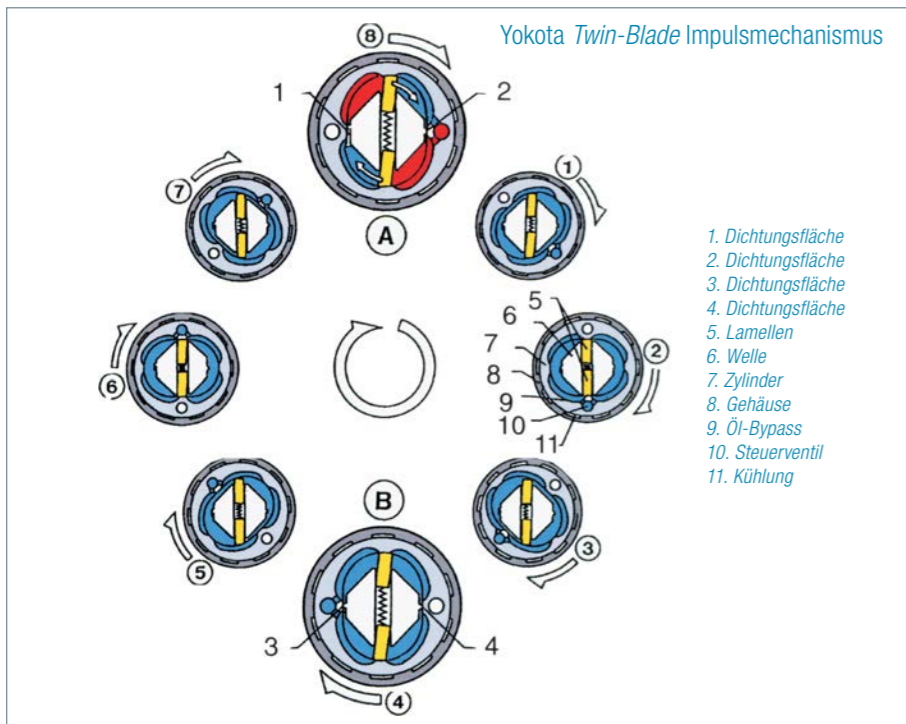 Yokota Twin-Blade Impulsmechanismus
8
1
2
7
1
A
1. Dichtungsfläche
2. Dichtungsfläche
3. Dichtungsfläche
4. Dichtungsfläche
5. Lamellen
6. Welle
7. Zylinder
8. Gehäuse
9. Öl-Bypass
10. Steuerventil
11. Kühlung
5
6
7
8
9
10
11
2
6
B
5
3
3
4
4